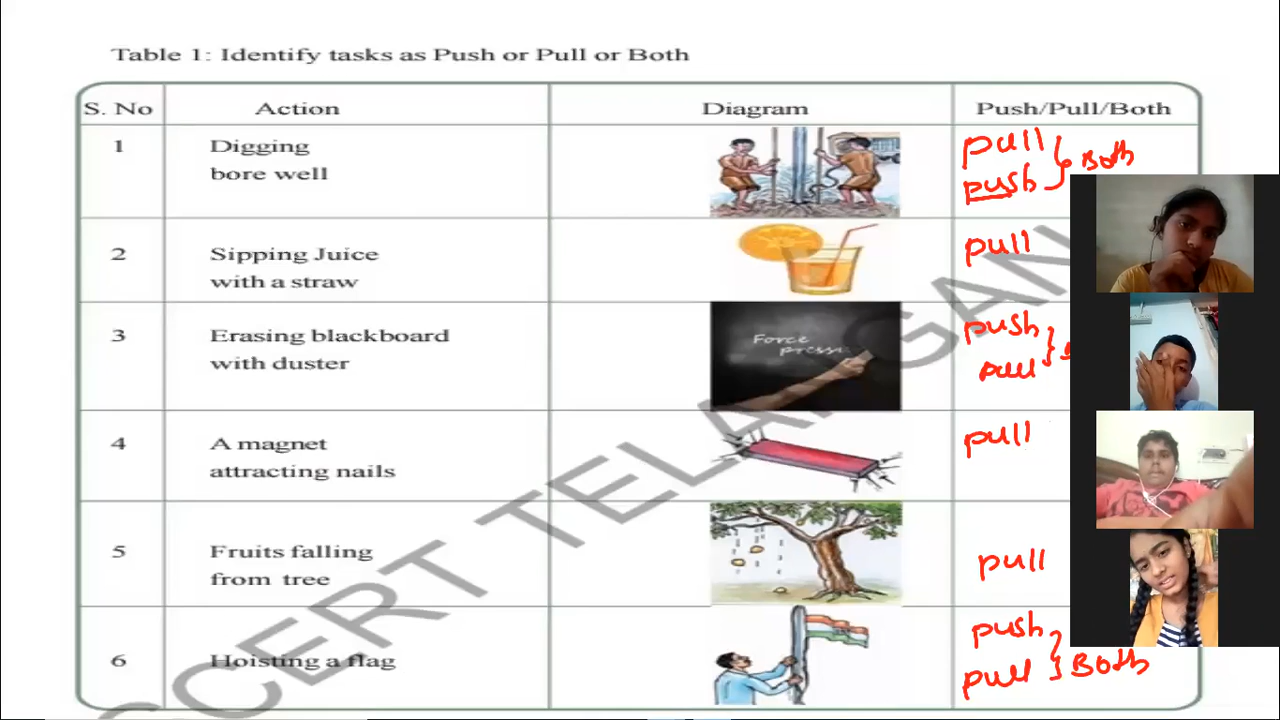 Table 1: Identify tasks as Push or Pull or Both
S. No Action Diagram Push/Pull/Both
1 Digging bore well pull push Both
2 Sipping Juice with a straw pull
3 Erasing blackboard with duster Force push pull
4 A magnet attracting nails pull
5 Fruits falling from tree pull
6 Hoisting a flag push pull Both
SCERT TELANGANA